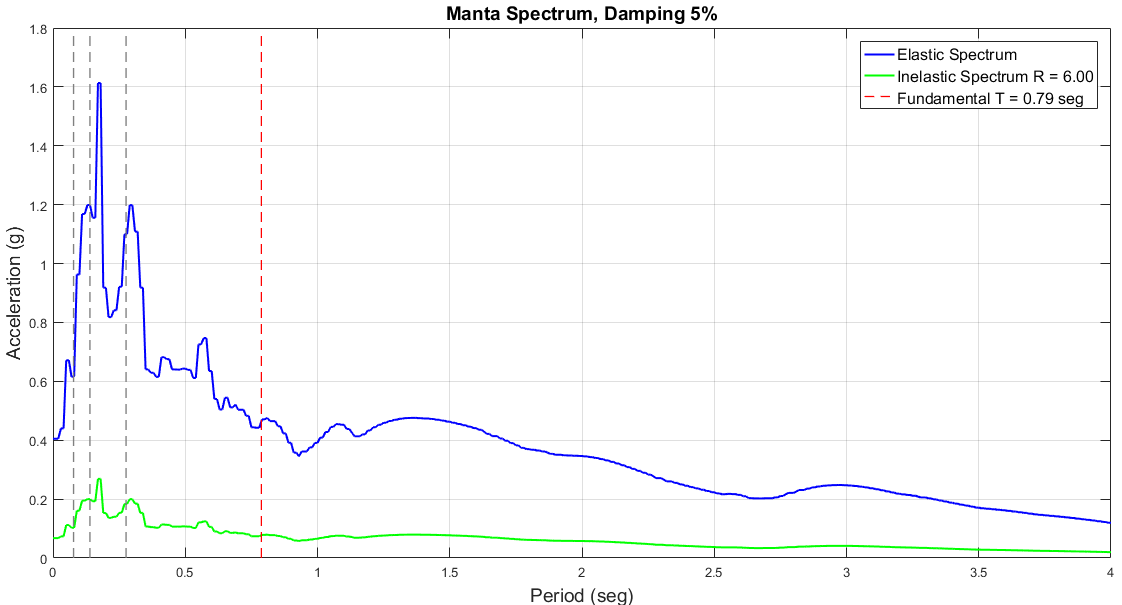 Manta Spectrum, Damping 5%
Elastic Spectrum
Inelastic Spectrum R = 6.00
Fundamental T = 0.79 seg
Acceleration (g)
1.8
1.6
1.4
1.2
1
0.8
0.6
0.4
0.2
0
0 0.5 1 1.5 2 2.5 3 3.5 4
Period (seg)